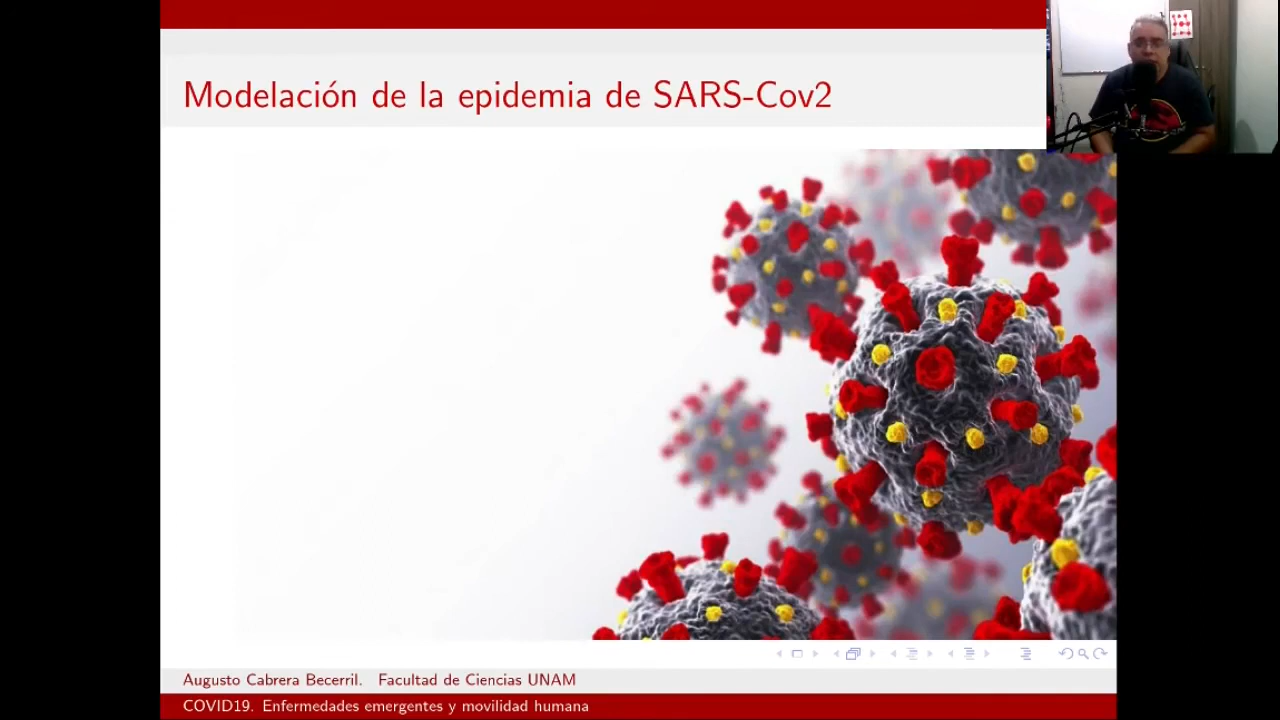 Modelación de la epidemia de SARS-Cov2
Augusto Cabrera Becerril. Facultad de Ciencias UNAM
COVID19. Enfermedades emergentes y movilidad humana